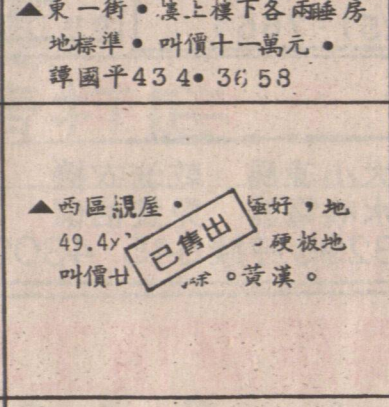 ▲東一街•樓上樓下各兩睡房
地標準•叫價十一萬元•
譚國平434•3658
▲西區
屋•
極好，地
49.4x
硬板地
叫價廿
。黃漢。
已售出